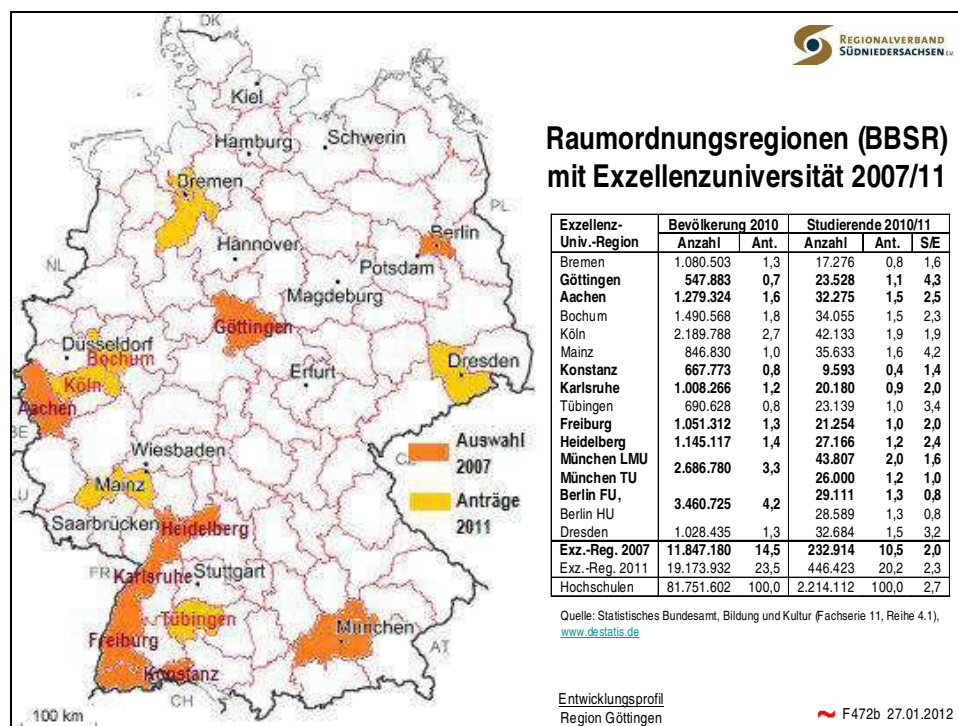 DK
REGIONALVERBAND
SÜDNIEDERSACHSEN E.V.
Kiel
Schwerin
Hamburg
Bremen
PL
Berlin
Hannover
NL
Potsdam
Magdeburg
Göttingen
Düsseldorf
Bochum
Dresden
Köln
Erfurt
Aachen
BE
Wiesbaden
Auswahl
2007
Mainz
LU
Anträge
2011
Saarbrücken
Heidelberg
FR
Karlsruhe
Stuttgart
Tübingen
München
Freiburg
AT
Konstanz
CH
100 km
Raumordnungsregionen (BBSR)
mit Exzellenzuniversität 2007/11
Exzellenz- Bevölkerung 2010 Studierende 2010/11
Univ.-Region Anzahl Ant. Anzahl Ant. S/E
Bremen 1.080.503 1,3 17.276 0,8 1,6
Göttingen 547.883 0,7 23.528 1,1 4,3
Aachen 1.279.324 1,6 32.275 1,5 2,5
Bochum 1.490.568 1,8 34.055 1,5 2,3
Köln 2.189.788 2,7 42.133 1,9 1,9
Mainz 846.830 1,0 35.633 1,6 4,2
Konstanz 667.773 0,8 9.593 0,4 1,4
Karlsruhe 1.008.266 1,2 20.180 0,9 2,0
Tübingen 690.628 0,8 23.139 1,0 3,4
Freiburg 1.051.312 1,3 21.254 1,0 2,0
Heidelberg 1.145.117 1,4 27.166 1,2 2,4
München LMU 2.686.780 3,3 43.807 2,0 1,6
München TU 26.000 1,2 1,0
Berlin FU, 3.460.725 4,2 29.111 1,3 0,8
Berlin HU 28.589 1,3 0,8
Dresden 1.028.435 1,3 32.684 1,5 3,2
Exz.-Reg. 2007 11.847.180 14,5 232.914 10,5 2,0
Exz.-Reg. 2011 19.173.932 23,5 446.423 20,2 2,3
Hochschulen 81.751.602 100,0 2.214.112 100,0 2,7
Quelle: Statistisches Bundesamt, Bildung und Kultur (Fachserie 11, Reihe 4.1),
www.destatis.de
Entwicklungsprofil
Region Göttingen
F472b 27.01.2012